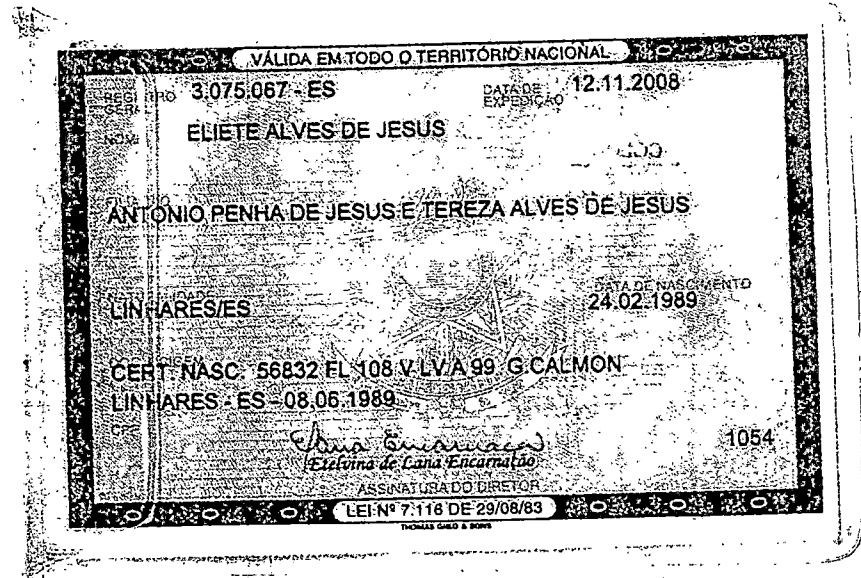 VÁLIDA EM TODO O TERRITÓRIO NACIONAL
REGISTRO GERAL 3.075.067 - ES DATA DE EXPEDIÇÃO 12.11.2008
NOME ELIETE ALVES DE JESUS
ANTONIO PENHA DE JESUS E TEREZA ALVES DE JESUS
DATA DE NASCIMENTO
LINHARES/ES 24.02.1989
CERT. NASC. 56832 FL 108 V LV A 99 G.CALMON
LINHARES - ES - 08.06.1989
1054
Etelvina de Lana Encarnação
ASSINATURA DO DIRETOR
LEI Nº 7.116 DE 29/08/83
THOMAS GREG & SONS